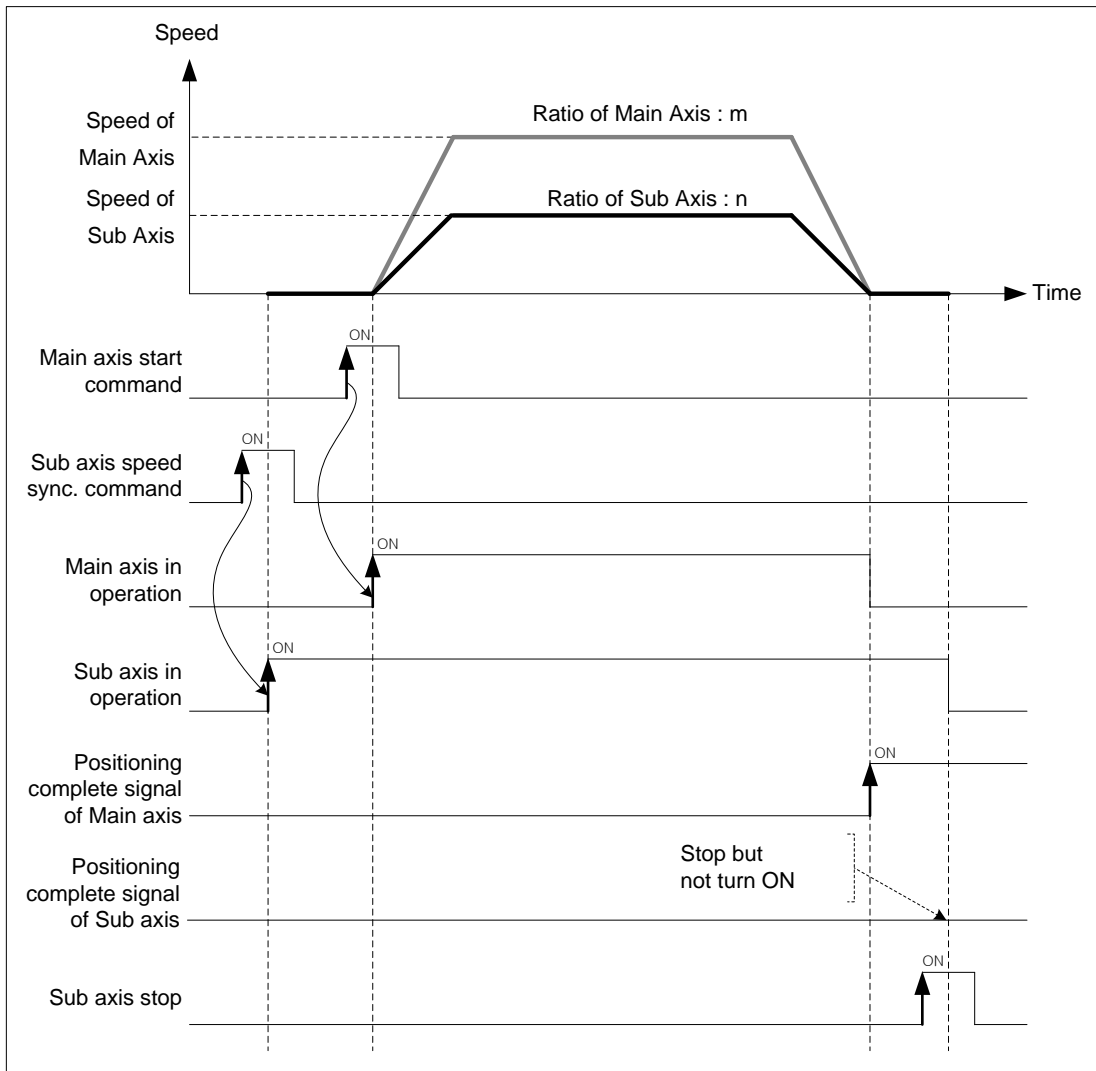 Speed
Speed of
Main Axis
Ratio of Main Axis : m
Speed of
Sub Axis
Ratio of Sub Axis : n
Time
Main axis start
command
ON
Sub axis speed
sync. command
ON
Main axis in
operation
ON
Sub axis in
operation
ON
Positioning
complete signal
of Main axis
ON
Positioning
complete signal
of Sub axis
Stop but
not turn ON
Sub axis stop
ON